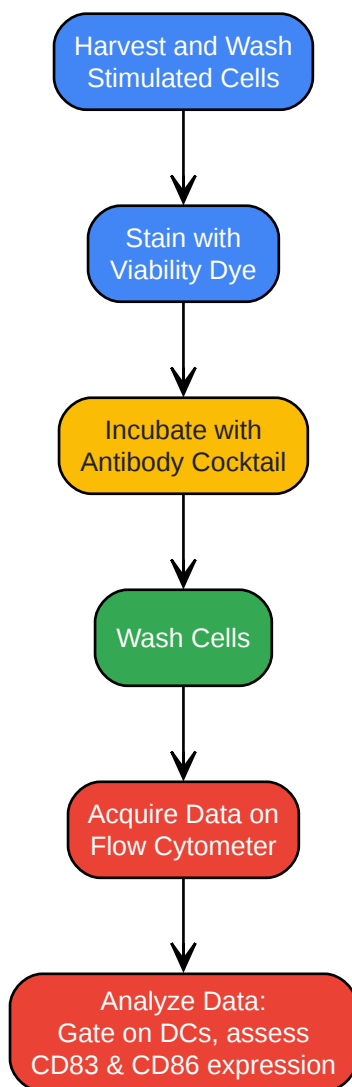 Harvest and Wash
Stimulated Cells
Stain with
Viability Dye
Incubate with
Antibody Cocktail
Wash Cells
Acquire Data on
Flow Cytometer
Analyze Data:
Gate on DCs, assess
CD83 & CD86 expression